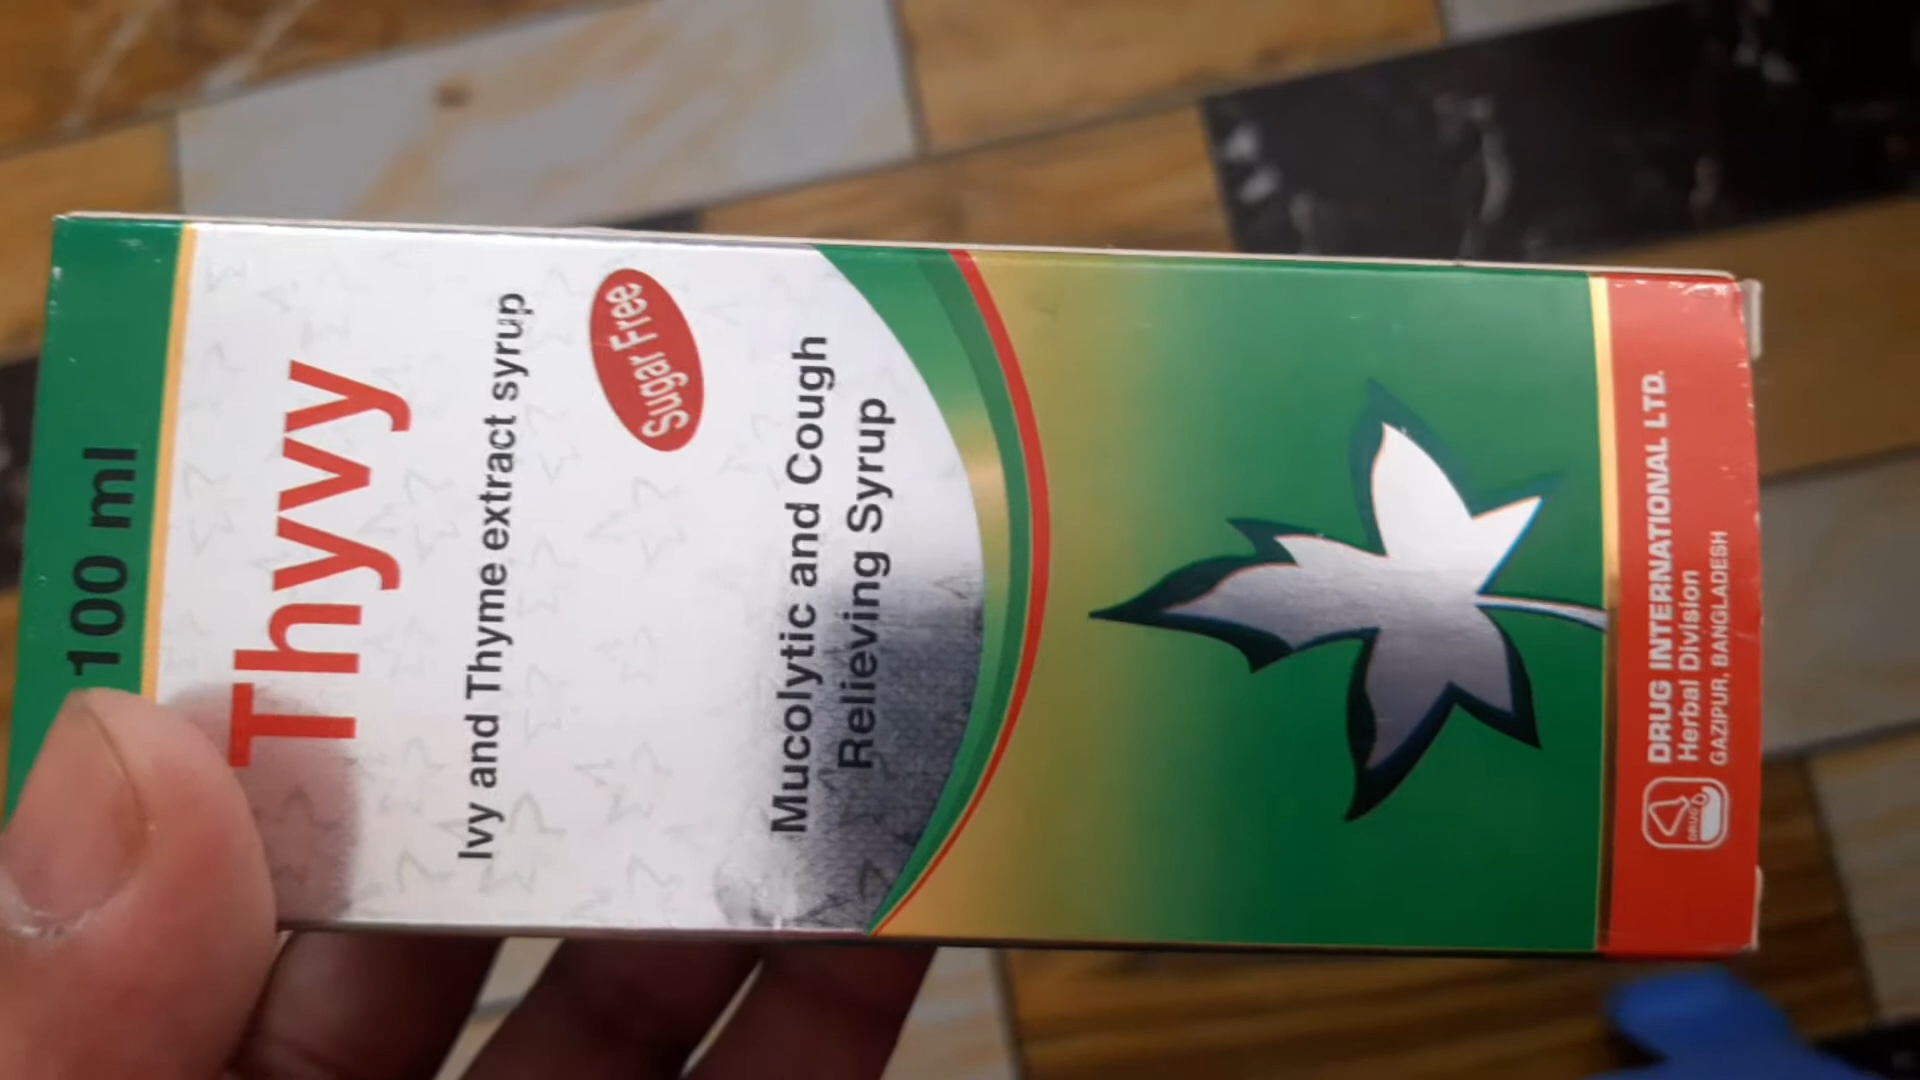 100 ml
Thyvy
Ivy and Thyme extract syrup
Sugar Free
Mucolytic and Cough
Relieving Syrup
DRUG INTERNATIONAL LTD.
Herbal Division
GAZIPUR, BANGLADESH
DRUG